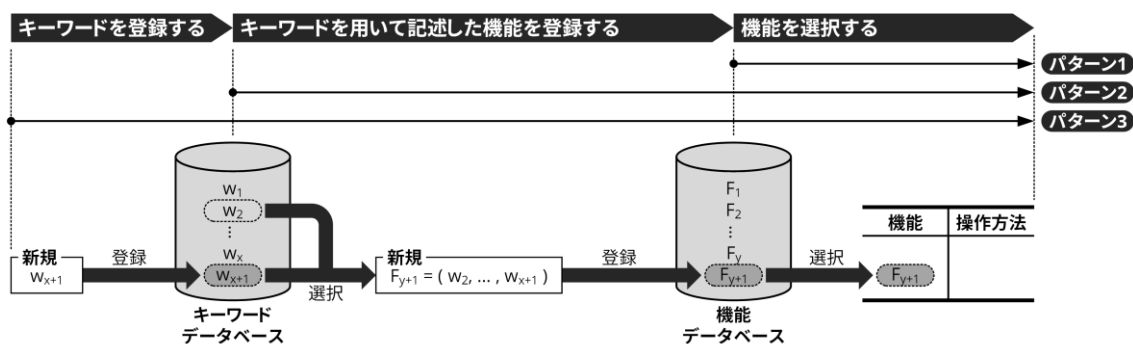 キーワードを登録する
キーワードを用いて記述した機能を登録する
機能を選択する
パターン1
パターン2
パターン3
w1
w2
⋮
wx
wx+1
新規
wx+1
登録
選択
キーワード
データベース
新規
Fy+1 = ( w2, ... , wx+1 )
登録
F1
F2
⋮
Fy
Fy+1
機能
データベース
選択
機能
操作方法
Fy+1